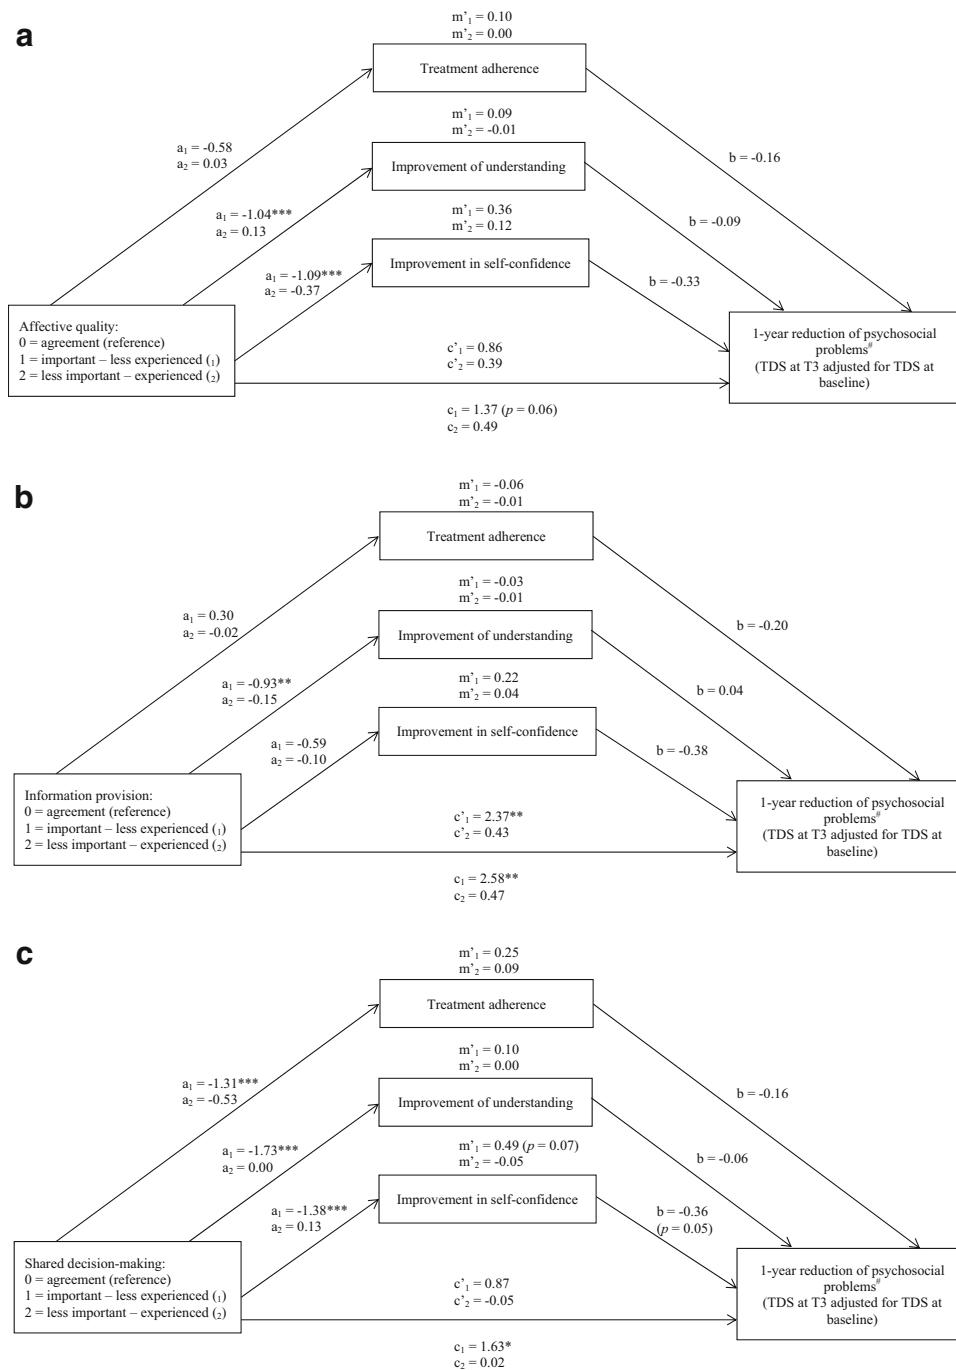 a
m’₁ = 0.10
m’₂ = 0.00
Treatment adherence
a₁ = -0.58
a₂ = 0.03
b = -0.16
m’₁ = 0.09
m’₂ = -0.01
Improvement of understanding
a₁ = -1.04***
a₂ = 0.13
b = -0.09
m’₁ = 0.36
m’₂ = 0.12
Improvement in self-confidence
a₁ = -1.09***
a₂ = -0.37
b = -0.33
Affective quality:
0 = agreement (reference)
1 = important – less experienced (₁)
2 = less important – experienced (₂)
c’₁ = 0.86
c’₂ = 0.39
c₁ = 1.37 (p = 0.06)
c₂ = 0.49
1-year reduction of psychosocial
problems#
(TDS at T3 adjusted for TDS at
baseline)
b
m’₁ = -0.06
m’₂ = -0.01
Treatment adherence
a₁ = 0.30
a₂ = -0.02
b = -0.20
m’₁ = -0.03
m’₂ = -0.01
Improvement of understanding
a₁ = -0.93**
a₂ = -0.15
b = 0.04
m’₁ = 0.22
m’₂ = 0.04
Improvement in self-confidence
a₁ = -0.59
a₂ = -0.10
b = -0.38
Information provision:
0 = agreement (reference)
1 = important – less experienced (₁)
2 = less important – experienced (₂)
c’₁ = 2.37**
c’₂ = 0.43
c₁ = 2.58**
c₂ = 0.47
1-year reduction of psychosocial
problems#
(TDS at T3 adjusted for TDS at
baseline)
c
m’₁ = 0.25
m’₂ = 0.09
Treatment adherence
a₁ = -1.31***
a₂ = -0.53
b = -0.16
m’₁ = 0.10
m’₂ = 0.00
Improvement of understanding
a₁ = -1.73***
a₂ = 0.00
b = -0.06
m’₁ = 0.49 (p = 0.07)
m’₂ = -0.05
Improvement in self-confidence
a₁ = -1.38***
a₂ = 0.13
b = -0.36
(p = 0.05)
Shared decision-making:
0 = agreement (reference)
1 = important – less experienced (₁)
2 = less important – experienced (₂)
c’₁ = 0.87
c’₂ = -0.05
c₁ = 1.63*
c₂ = 0.02
1-year reduction of psychosocial
problems#
(TDS at T3 adjusted for TDS at
baseline)